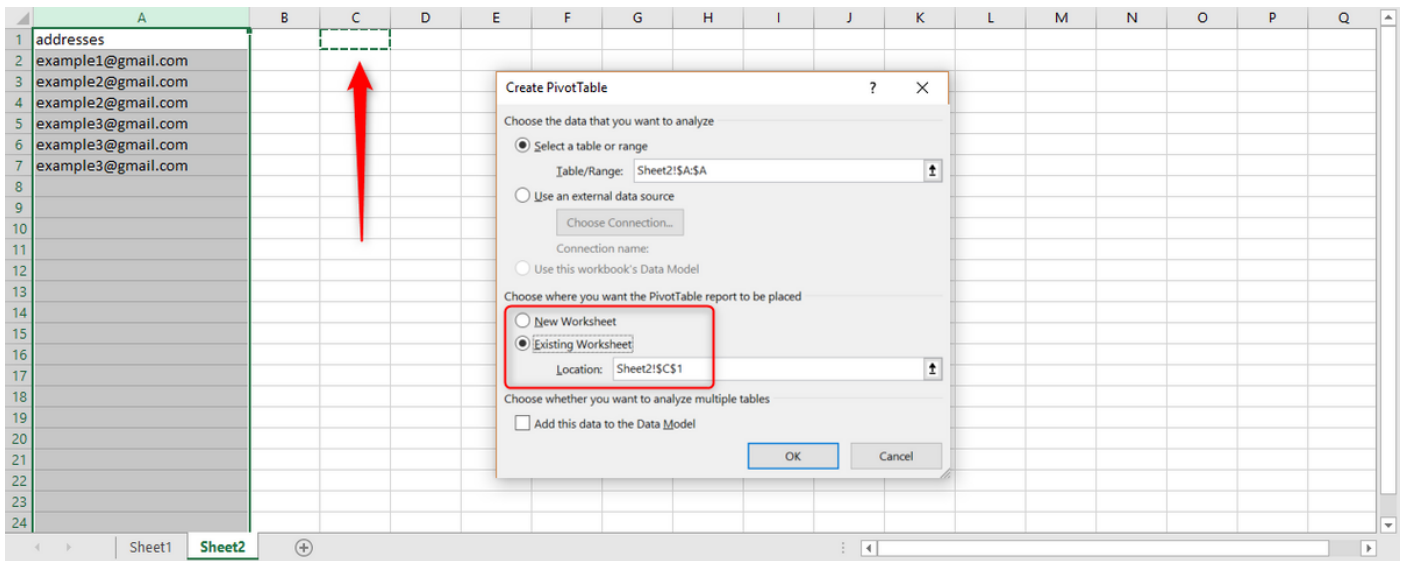 A B C D E F G H I J K L M N O P Q
1 addresses
2 example1@gmail.com
3 example2@gmail.com
4 example2@gmail.com
5 example3@gmail.com
6 example3@gmail.com
7 example3@gmail.com
8
9
10
11
12
13
14
15
16
17
18
19
20
21
22
23
24
Create PivotTable ?
Choose the data that you want to analyze
Select a table or range
Table/Range: Sheet2!$A:$A
Use an external data source
Choose Connection...
Connection name:
Use this workbook's Data Model
Choose where you want the PivotTable report to be placed
New Worksheet
Existing Worksheet
Location: Sheet2!$C$1
Choose whether you want to analyze multiple tables
Add this data to the Data Model
OK Cancel
Sheet1 Sheet2